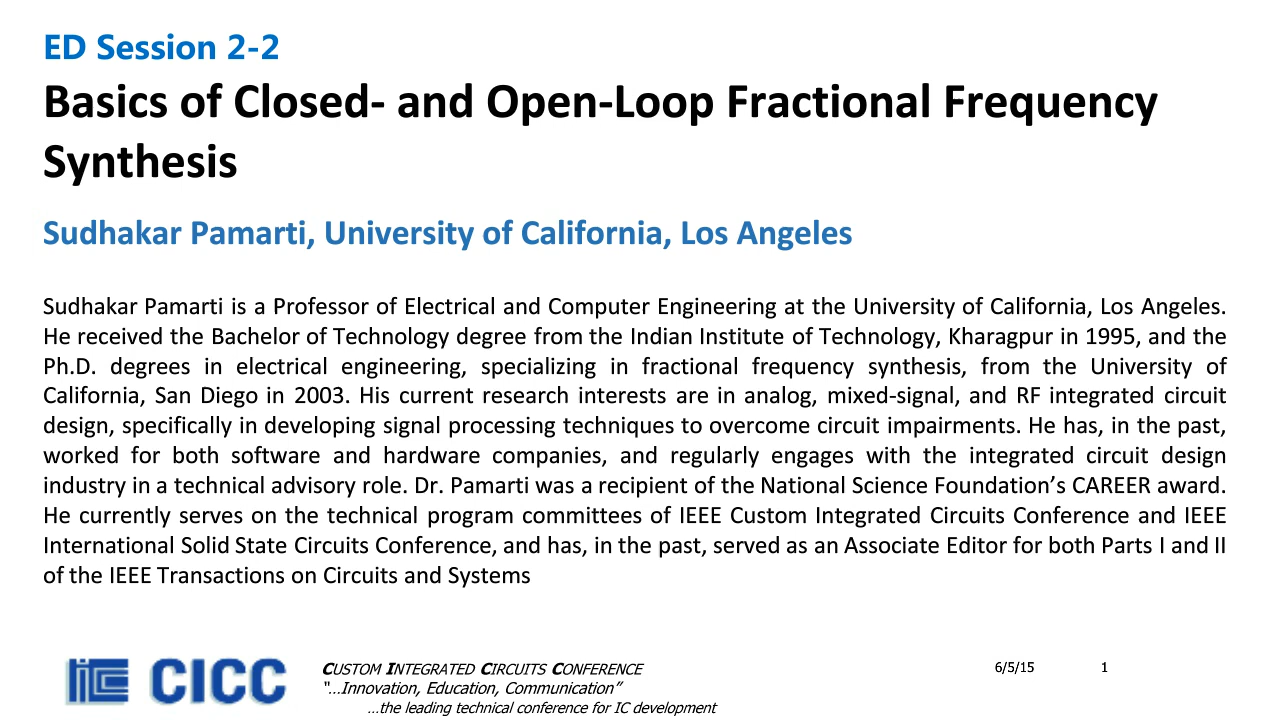 ED Session 2-2
Basics of Closed- and Open-Loop Fractional Frequency
Synthesis
Sudhakar Pamarti, University of California, Los Angeles
Sudhakar Pamarti is a Professor of Electrical and Computer Engineering at the University of California, Los Angeles.
He received the Bachelor of Technology degree from the Indian Institute of Technology, Kharagpur in 1995, and the
Ph.D. degrees in electrical engineering, specializing in fractional frequency synthesis, from the University of
California, San Diego in 2003. His current research interests are in analog, mixed-signal, and RF integrated circuit
design, specifically in developing signal processing techniques to overcome circuit impairments. He has, in the past,
worked for both software and hardware companies, and regularly engages with the integrated circuit design
industry in a technical advisory role. Dr. Pamarti was a recipient of the National Science Foundation’s CAREER award.
He currently serves on the technical program committees of IEEE Custom Integrated Circuits Conference and IEEE
International Solid State Circuits Conference, and has, in the past, served as an Associate Editor for both Parts I and II
of the IEEE Transactions on Circuits and Systems
CICC
CUSTOM INTEGRATED CIRCUITS CONFERENCE
“…Innovation, Education, Communication”
…the leading technical conference for IC development
6/5/15 1